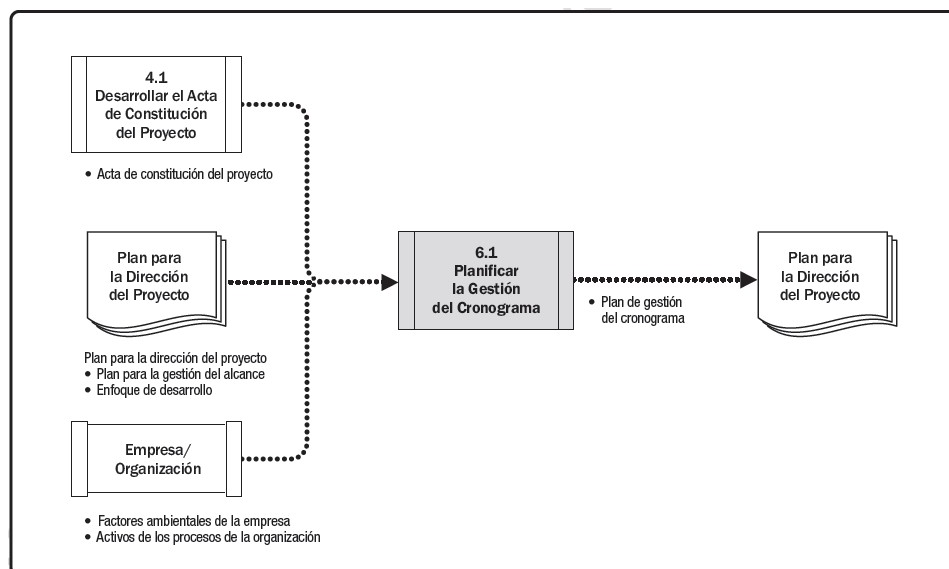 4.1
Desarrollar el Acta
de Constitución
del Proyecto
• Acta de constitución del proyecto
Plan para
la Dirección
del Proyecto
Plan para la dirección del proyecto
• Plan para la gestión del alcance
• Enfoque de desarrollo
Empresa/
Organización
• Factores ambientales de la empresa
• Activos de los procesos de la organización
6.1
Planificar
la Gestión
del Cronograma
• Plan de gestión
del cronograma
Plan para
la Dirección
del Proyecto